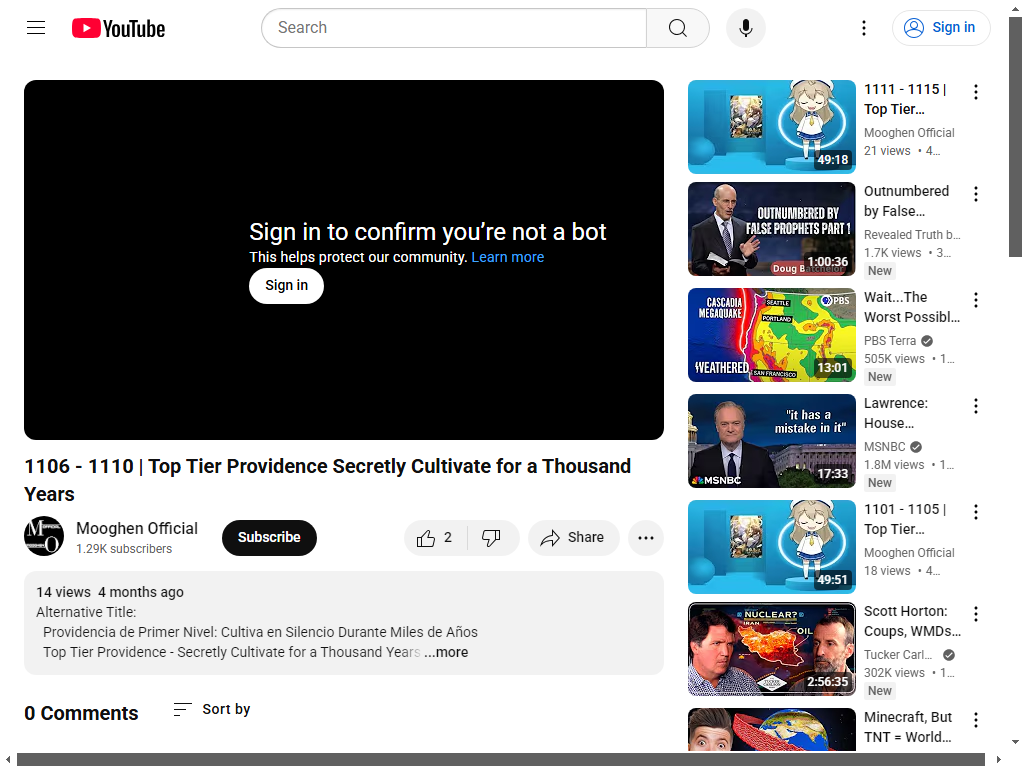 YouTube
Search
Sign in
Sign in to confirm you’re not a bot
This helps protect our community. Learn more
Sign in
1106 - 1110 | Top Tier Providence Secretly Cultivate for a Thousand
Years
Mooghen Official
1.29K subscribers
Subscribe
2
Share
14 views 4 months ago
Alternative Title:
Providencia de Primer Nivel: Cultiva en Silencio Durante Miles de Años
Top Tier Providence - Secretly Cultivate for a Thousand Years ...more
0 Comments
Sort by
49:18
1111 - 1115 |
Top Tier…
Mooghen Official
21 views • 4…
OUTNUMBERED BY
FALSE PROPHETS PART 1
1:00:36
Outnumbered
by False…
Revealed Truth b…
1.7K views • 3…
New
CASCADIA
MEGAQUAKE
SEATTLE
PORTLAND
PBS
WEATHERED
SAN FRANCISCO
13:01
Wait...The
Worst Possibl…
PBS Terra
505K views • 1…
New
"it has a
mistake in it"
MSNBC
17:33
Lawrence:
House…
MSNBC
1.8M views • 1…
New
49:51
1101 - 1105 |
Top Tier…
Mooghen Official
18 views • 4…
NUCLEAR?
IRAN
OIL
2:56:35
Scott Horton:
Coups, WMDs…
Tucker Carl…
302K views • 1…
New
Minecraft, But
TNT = World…